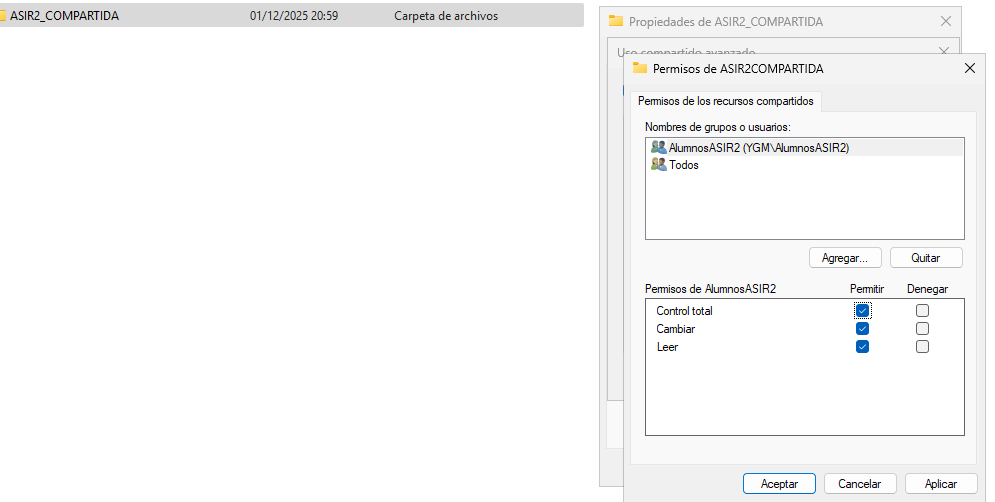 ASIR2_COMPARTIDA 01/12/2025 20:59 Carpeta de archivos
Propiedades de ASIR2_COMPARTIDA
Uso compartido avanzado
Permisos de ASIR2COMPARTIDA
Permisos de los recursos compartidos
Nombres de grupos o usuarios:
AlumnosASIR2 (YGM\AlumnosASIR2)
Todos
Agregar... Quitar
Permisos de AlumnosASIR2 Permitir Denegar
Control total
Cambiar
Leer
Aceptar Cancelar Aplicar